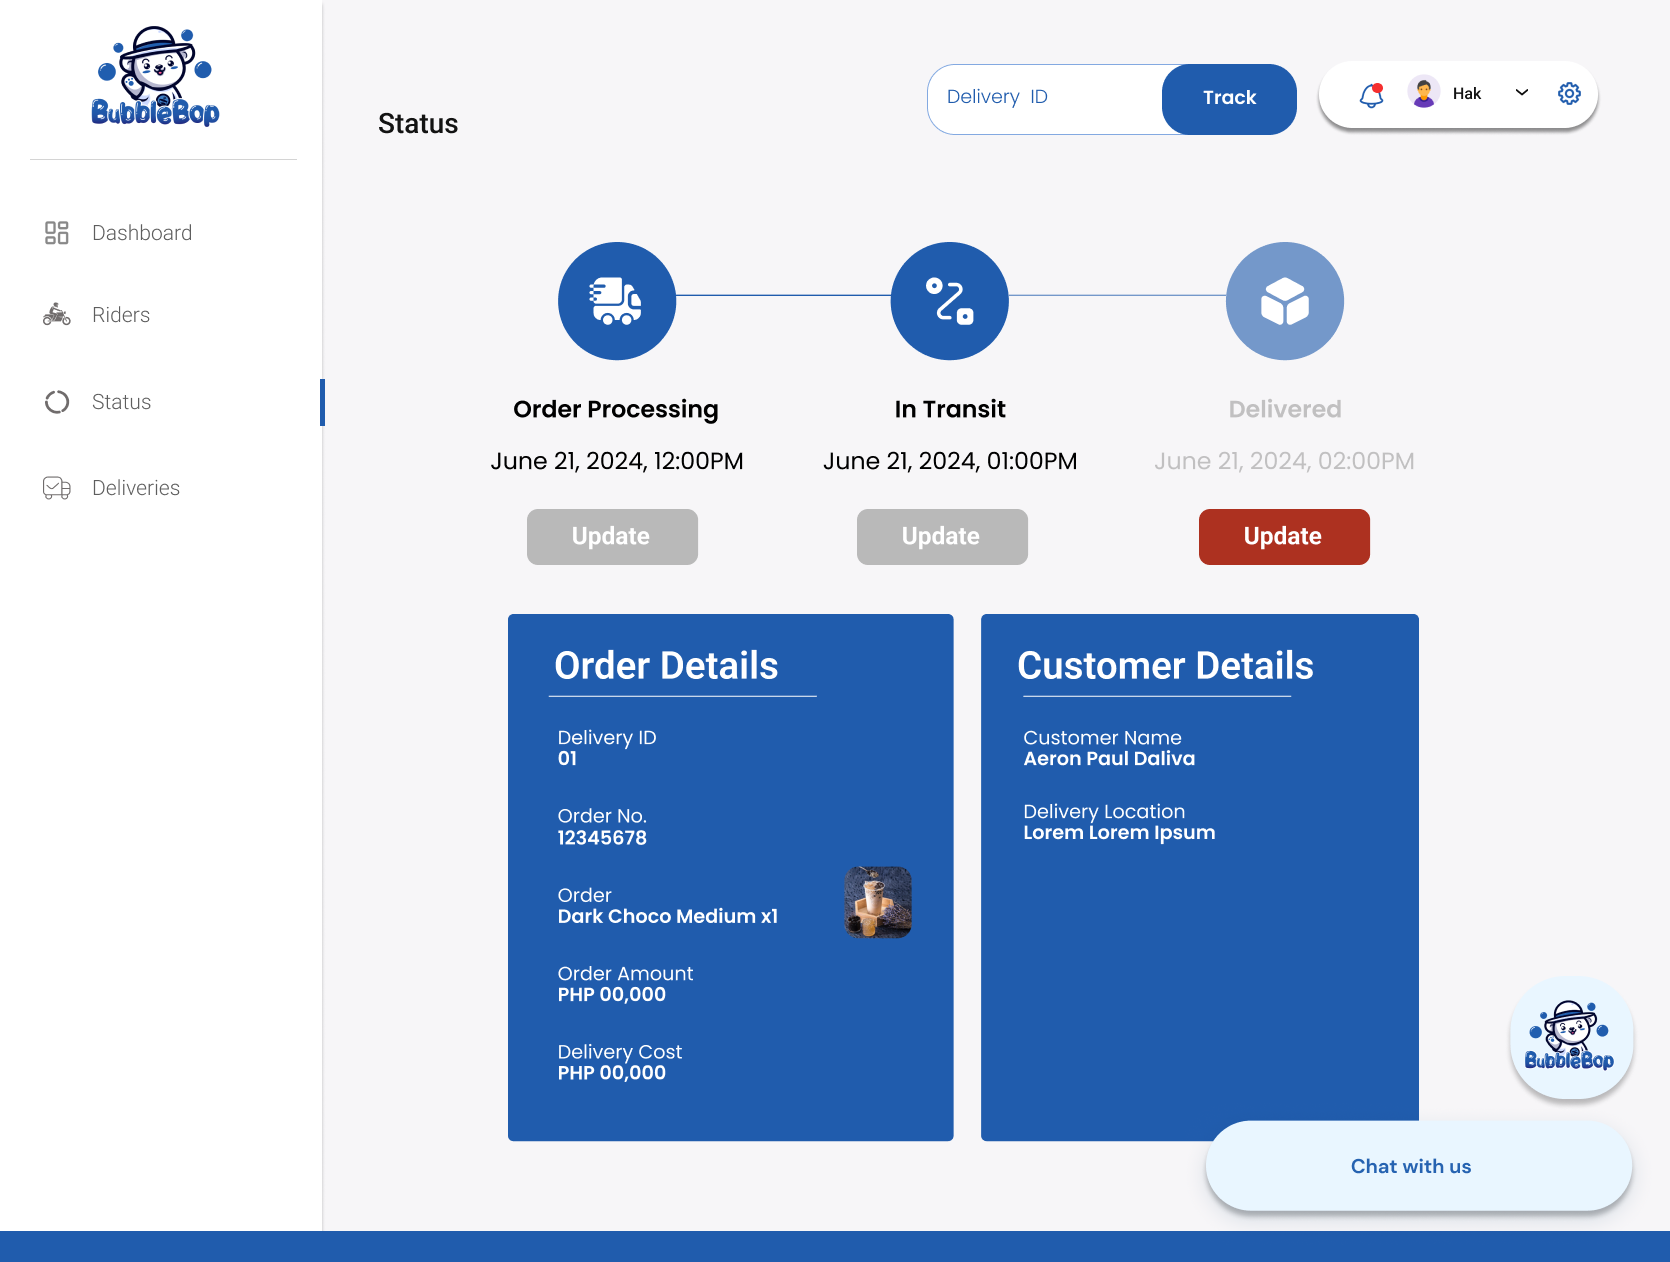 BubbleBop
Dashboard
Riders
Status
Deliveries
Status
Delivery ID
Track
Hak
Order Processing
June 21, 2024, 12:00PM
Update
In Transit
June 21, 2024, 01:00PM
Update
Delivered
June 21, 2024, 02:00PM
Update
Order Details
Delivery ID
01
Order No.
12345678
Order
Dark Choco Medium x1
Order Amount
PHP 00,000
Delivery Cost
PHP 00,000
Customer Details
Customer Name
Aeron Paul Daliva
Delivery Location
Lorem Lorem Ipsum
BubbleBop
Chat with us